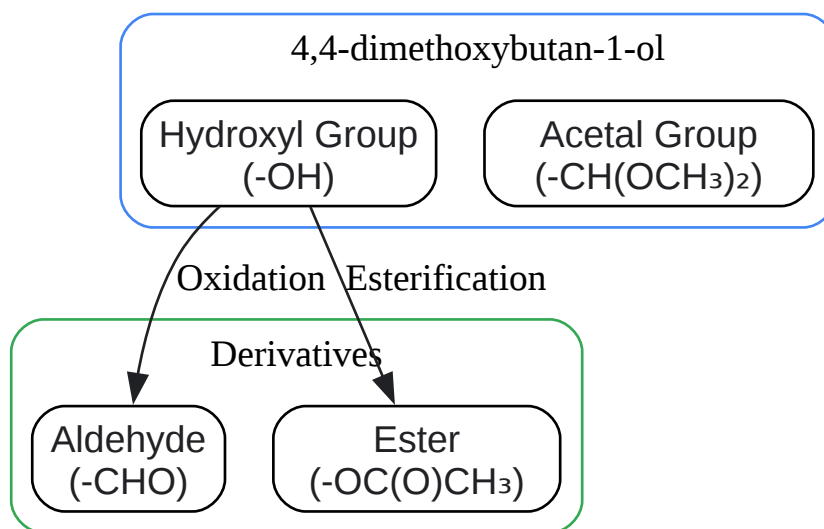 4,4-dimethoxybutan-1-ol
Hydroxyl Group
(-OH)
Acetal Group
(-CH(OCH₃)₂)
Oxidation
Esterification
Derivatives
Aldehyde
(-CHO)
Ester
(-OC(O)CH₃)